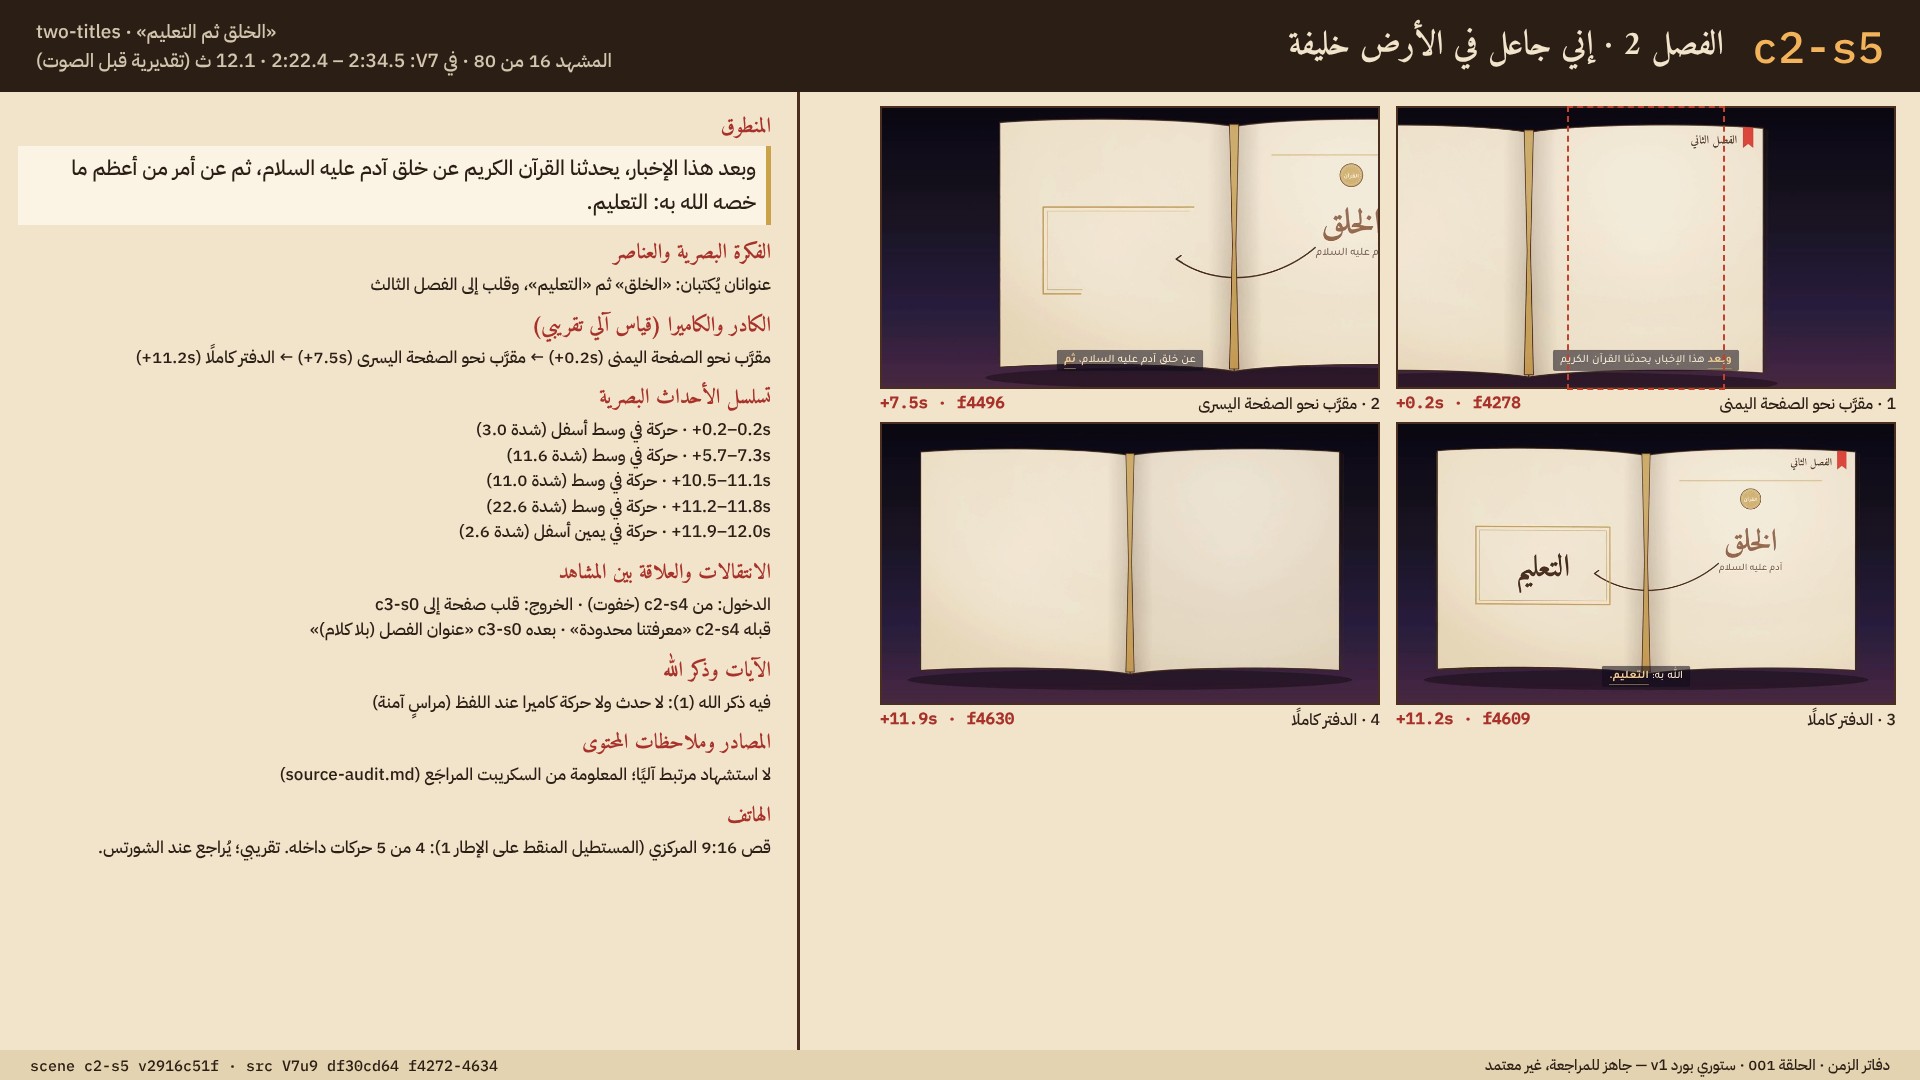 c2-s5
الفصل 2 · إني جاعل في الأرض خليفة
«الخلق ثم التعليم» · two-titles
المشهد 16 من 80 · في V7: 2:22.4 – 2:34.5 · 12.1 ث (تقديرية قبل الصوت)
الفصل الثاني
وبعد هذا الإخبار، يحدثنا القرآن الكريم
1 · مقرَّب نحو الصفحة اليمنى
+0.2s · f4278
القرآن
الخلق
م عليه السلام
عن خلق آدم عليه السلام، ثم
2 · مقرَّب نحو الصفحة اليسرى
+7.5s · f4496
الفصل الثاني
القرآن
الخلق
آدم عليه السلام
التعليم
الله به: التعليم.
3 · الدفتر كاملًا
+11.2s · f4609
4 · الدفتر كاملًا
+11.9s · f4630
المنطوق
وبعد هذا الإخبار، يحدثنا القرآن الكريم عن خلق آدم عليه السلام، ثم عن أمر من أعظم ما
خصه الله به: التعليم.
الفكرة البصرية والعناصر
عنوانان يُكتبان: «الخلق» ثم «التعليم»، وقلب إلى الفصل الثالث
الكادر والكاميرا (قياس آلي تقريبي)
مقرَّب نحو الصفحة اليمنى (+0.2s) ← مقرَّب نحو الصفحة اليسرى (+7.5s) ← الدفتر كاملًا (+11.2s)
تسلسل الأحداث البصرية
+0.2–0.2s · حركة في وسط أسفل (شدة 3.0)
+5.7–7.3s · حركة في وسط (شدة 11.6)
+10.5–11.1s · حركة في وسط (شدة 11.0)
+11.2–11.8s · حركة في وسط (شدة 22.6)
+11.9–12.0s · حركة في يمين أسفل (شدة 2.6)
الانتقالات والعلاقة بين المشاهد
الدخول: من c2-s4 (خفوت) · الخروج: قلب صفحة إلى c3-s0
قبله c2-s4 «معرفتنا محدودة» · بعده c3-s0 «عنوان الفصل (بلا كلام)»
الآيات وذكر الله
فيه ذكر الله (1): لا حدث ولا حركة كاميرا عند اللفظ (مراسٍ آمنة)
المصادر وملاحظات المحتوى
لا استشهاد مرتبط آليًا؛ المعلومة من السكريبت المراجَع (source-audit.md)
الهاتف
قص 9:16 المركزي (المستطيل المنقط على الإطار 1): 4 من 5 حركات داخله. تقريبي؛ يُراجع عند الشورتس.
دفاتر الزمن · الحلقة 001 · ستوري بورد v1 — جاهز للمراجعة، غير معتمد
scene c2-s5 v2916c51f · src V7u9 df30cd64 f4272-4634